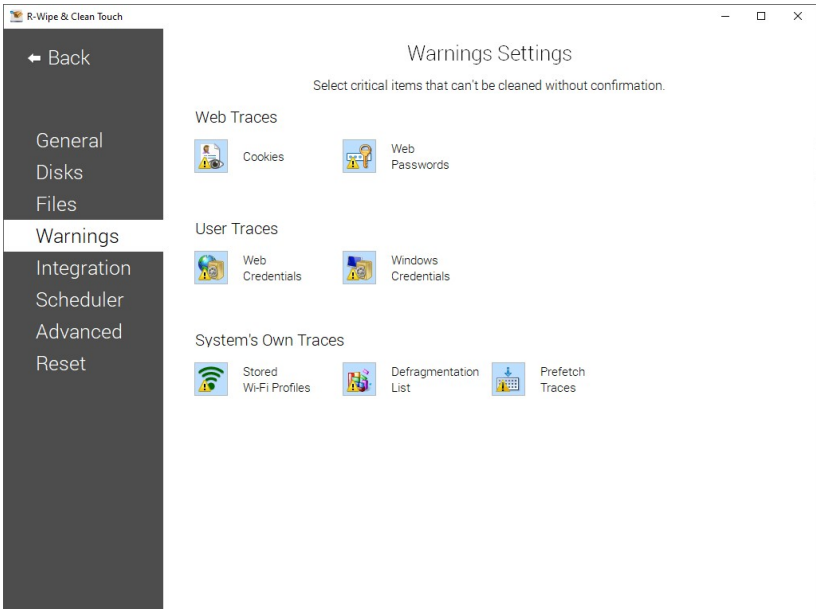 R-Wipe & Clean Touch
Back
General
Disks
Files
Warnings
Integration
Scheduler
Advanced
Reset
Warnings Settings
Select critical items that can't be cleaned without confirmation.
Web Traces
Cookies
Web
Passwords
User Traces
Web
Credentials
Windows
Credentials
System's Own Traces
Stored
Wi-Fi Profiles
Defragmentation
List
Prefetch
Traces